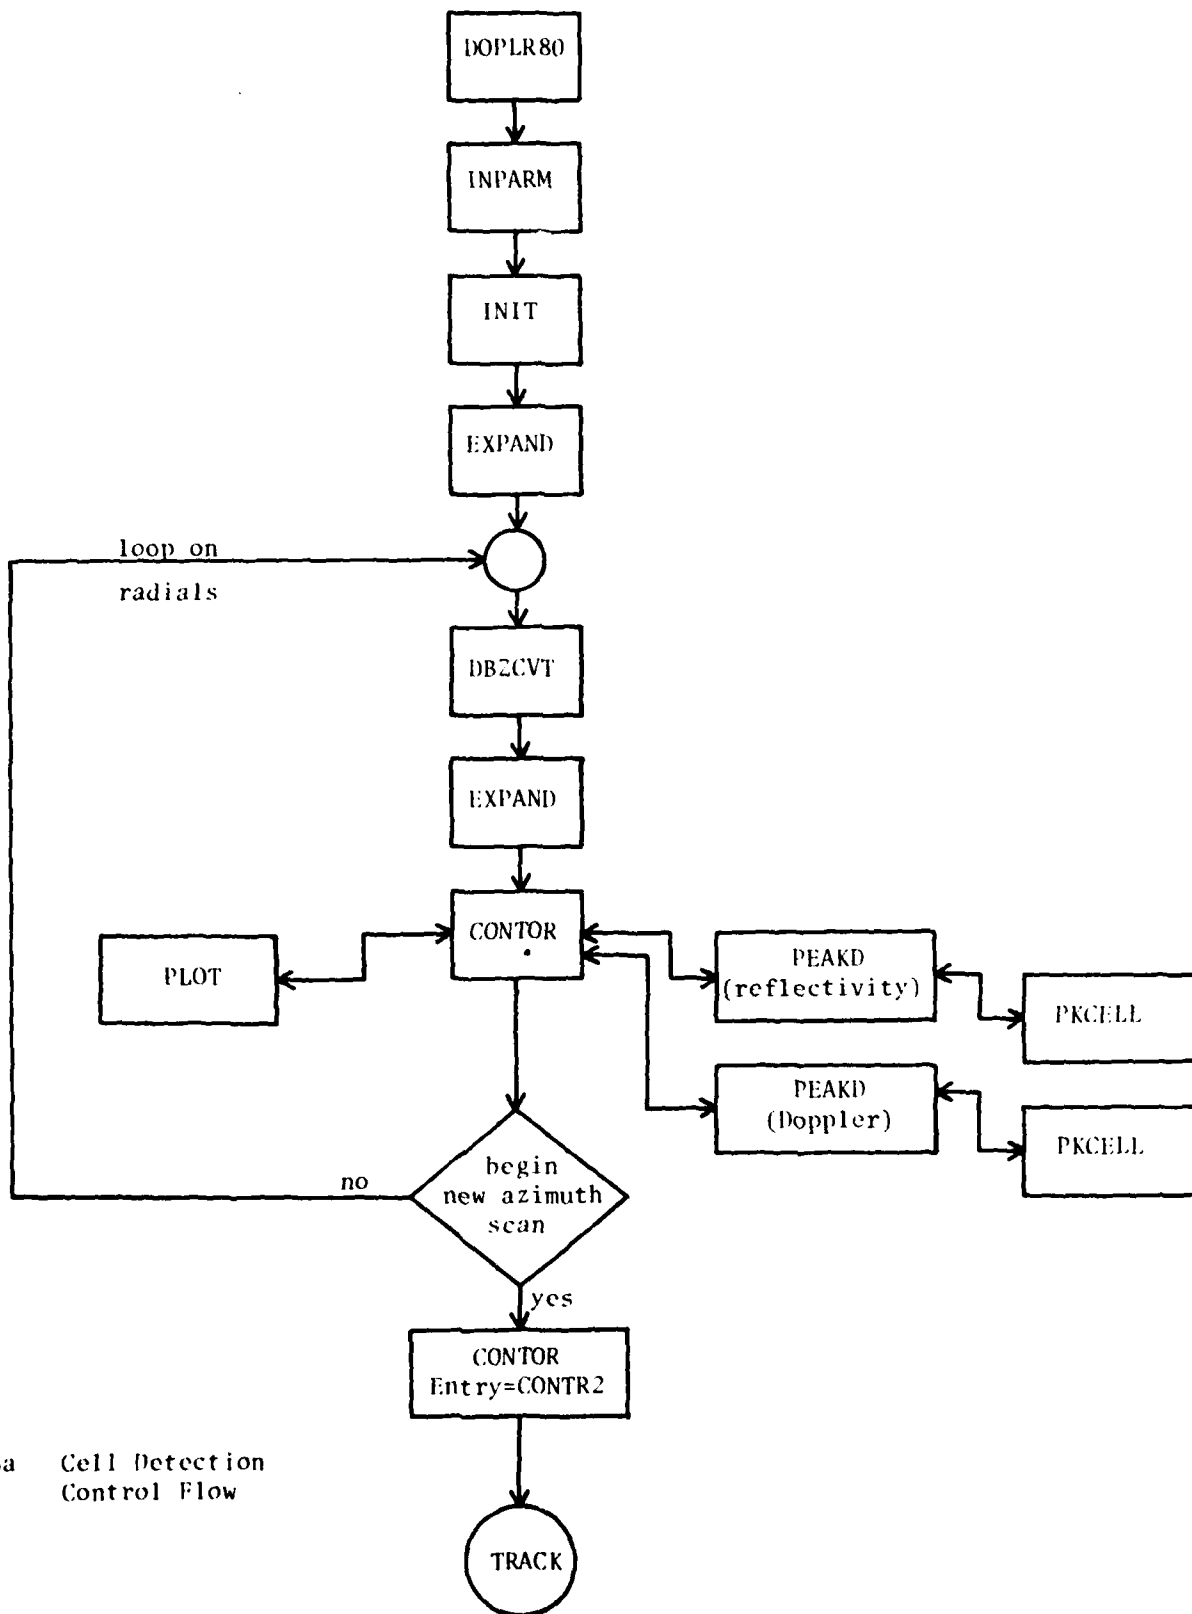 DOPLR80
INPARM
INIT
EXPAND
loop on
radials
DBZCVT
EXPAND
CONTOR
PLOT
PEAKD
(reflectivity)
PKCELL
PEAKD
(Doppler)
PKCELL
begin
new azimuth
scan
no
yes
CONTOR
Entry=CONTR2
a Cell Detection
Control Flow
TRACK